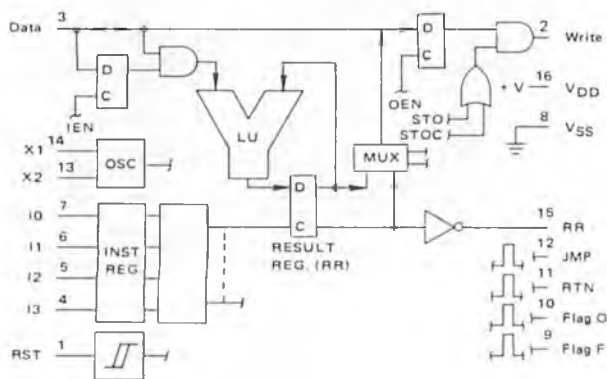 Data 3
D
C
IEN
LU
D
C
OEN
STO
STOC
2 Write
+ V 16 VDD
8 VSS
X1 14
X2 13
OSC
MUX
I0 7
I1 6
I2 5
I3 4
INST
REG
D
C
RESULT
REG. (RR)
15 RR
12 JMP
11 RTN
10 Flag O
9 Flag F
RST 1